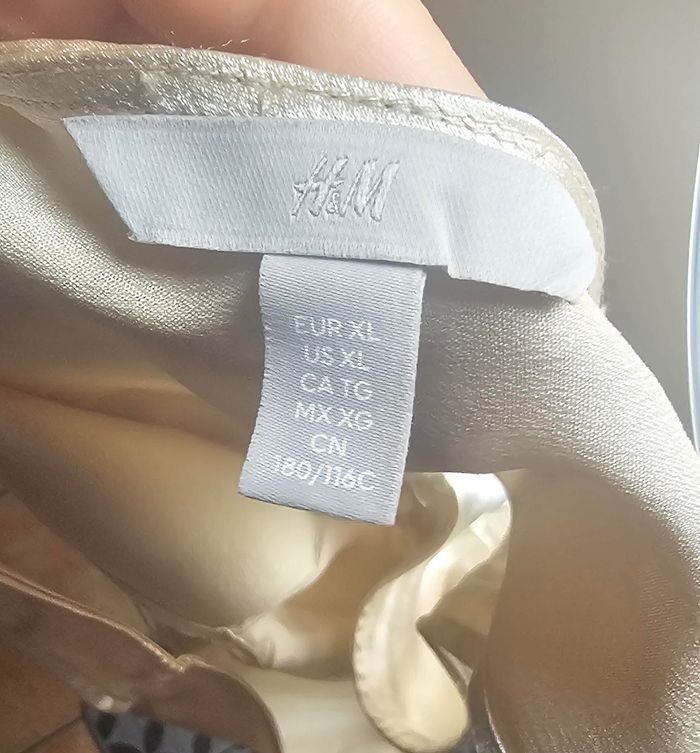 H&M
EUR XL
US XL
CA TG
MX XG
CN
180/116C